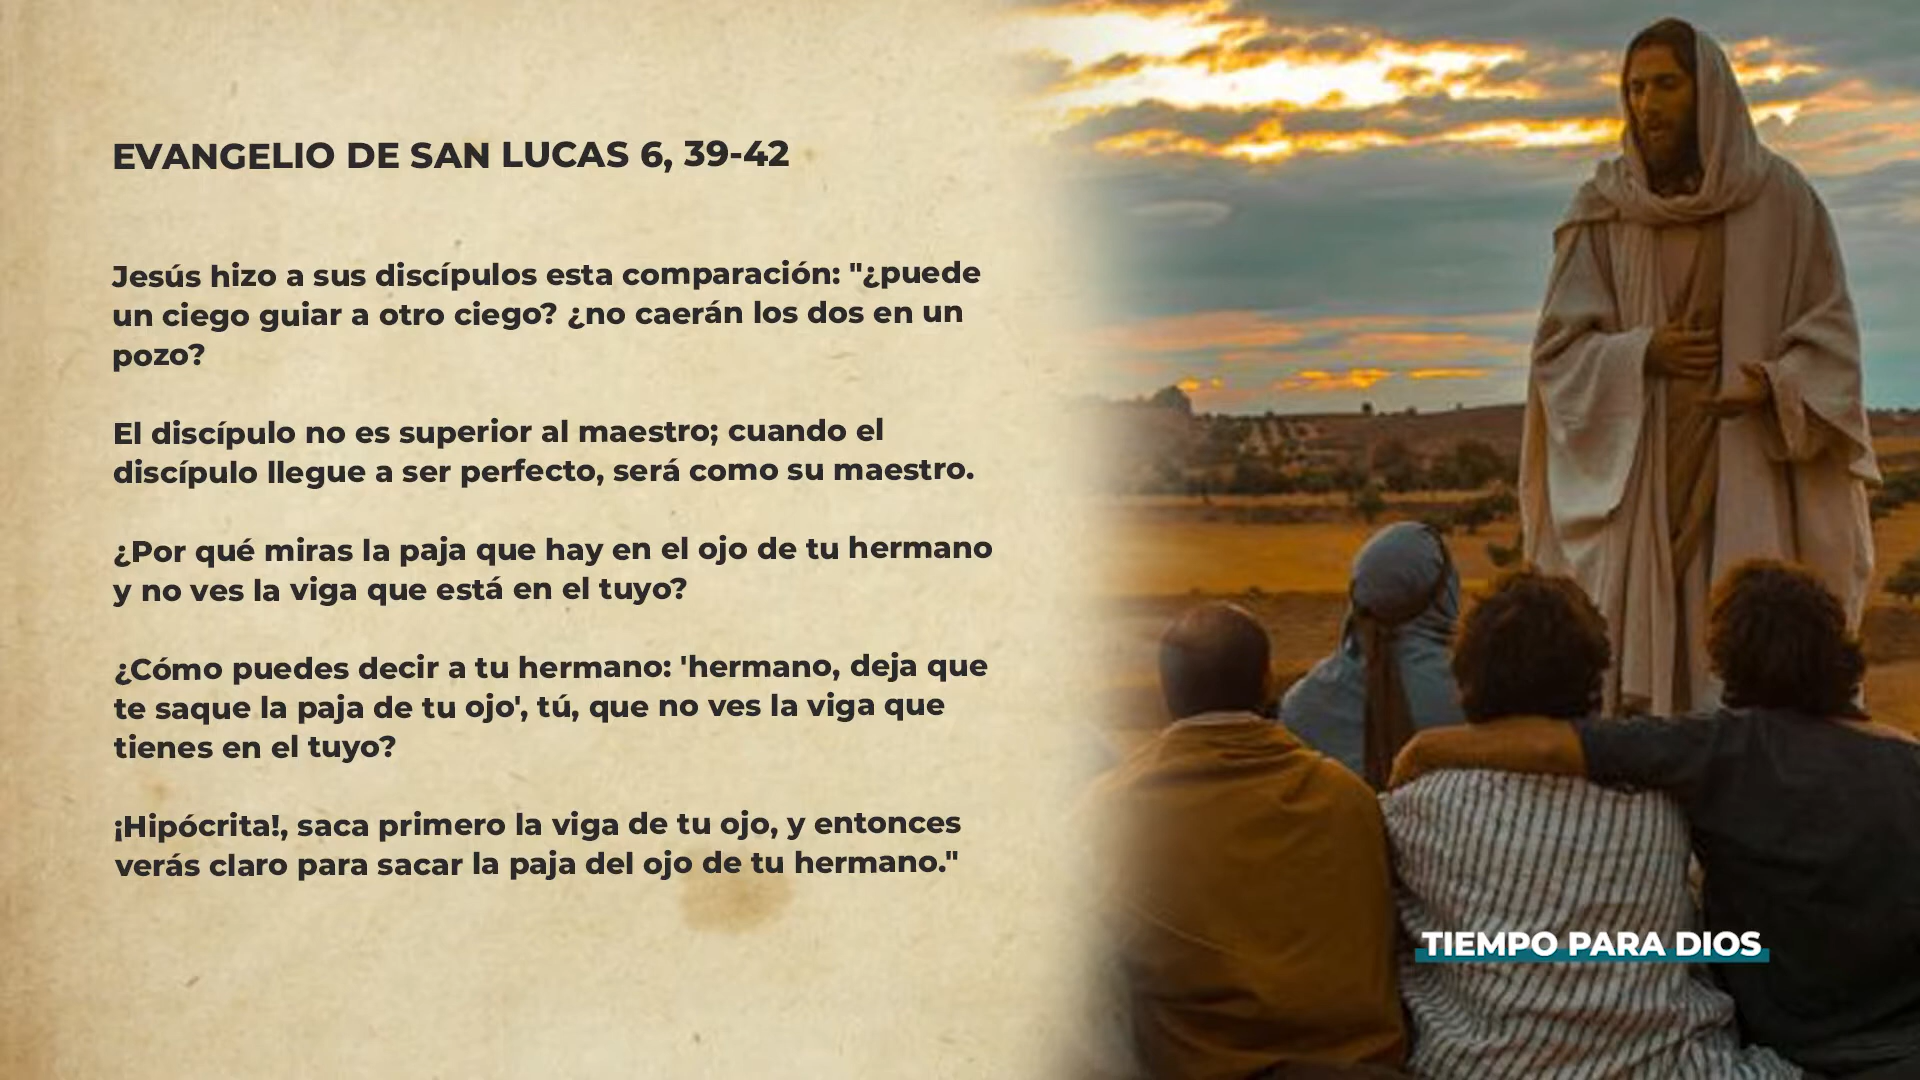 EVANGELIO DE SAN LUCAS 6, 39-42
Jesús hizo a sus discípulos esta comparación: "¿puede
un ciego guiar a otro ciego? ¿no caerán los dos en un
pozo?
El discípulo no es superior al maestro; cuando el
discípulo llegue a ser perfecto, será como su maestro.
¿Por qué miras la paja que hay en el ojo de tu hermano
y no ves la viga que está en el tuyo?
¿Cómo puedes decir a tu hermano: 'hermano, deja que
te saque la paja de tu ojo', tú, que no ves la viga que
tienes en el tuyo?
¡Hipócrita!, saca primero la viga de tu ojo, y entonces
verás claro para sacar la paja del ojo de tu hermano."
TIEMPO PARA DIOS